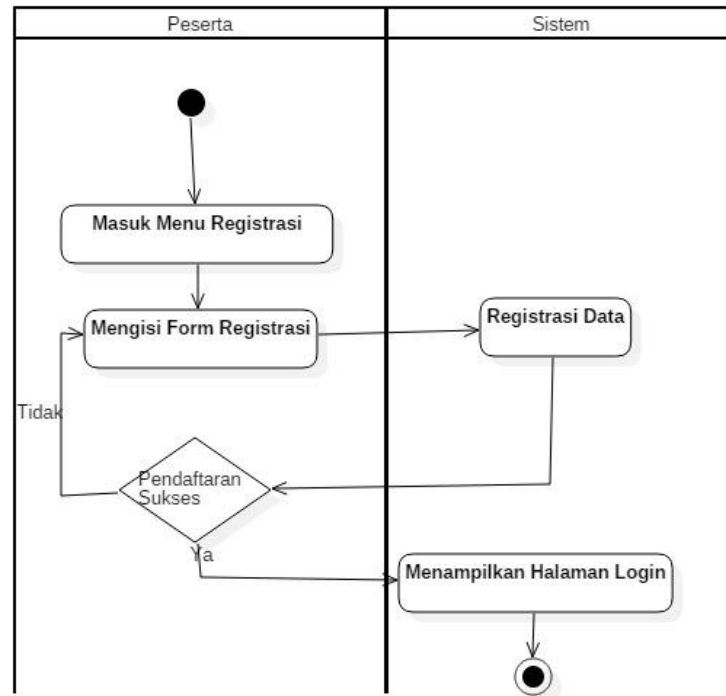 Peserta
Sistem
Masuk Menu Registrasi
Mengisi Form Registrasi
Registrasi Data
Tidak
Pendaftaran
Sukses
Ya
Menampilkan Halaman Login